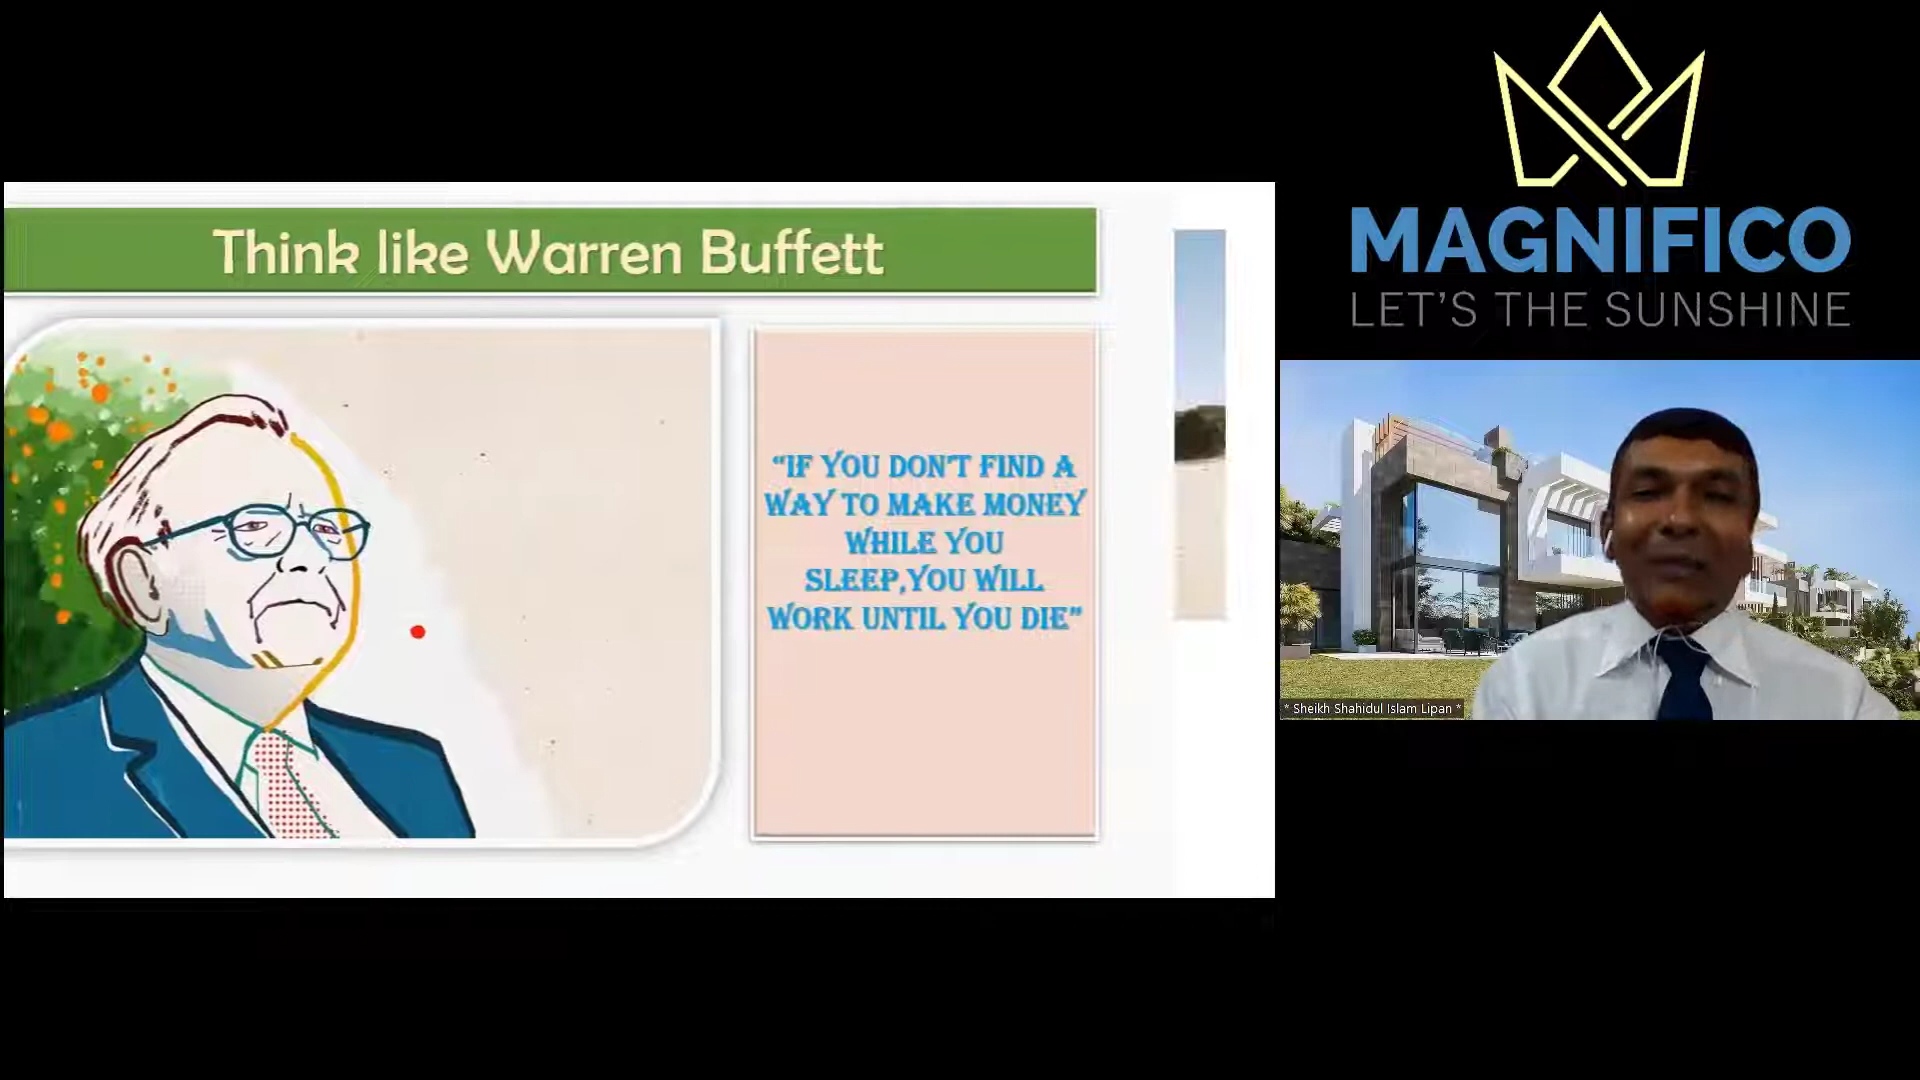 Think like Warren Buffett
“IF YOU DON'T FIND A
WAY TO MAKE MONEY
WHILE YOU
SLEEP,YOU WILL
WORK UNTIL YOU DIE”
MAGNIFICO
LET'S THE SUNSHINE
* Sheikh Shahidul Islam Lipan *